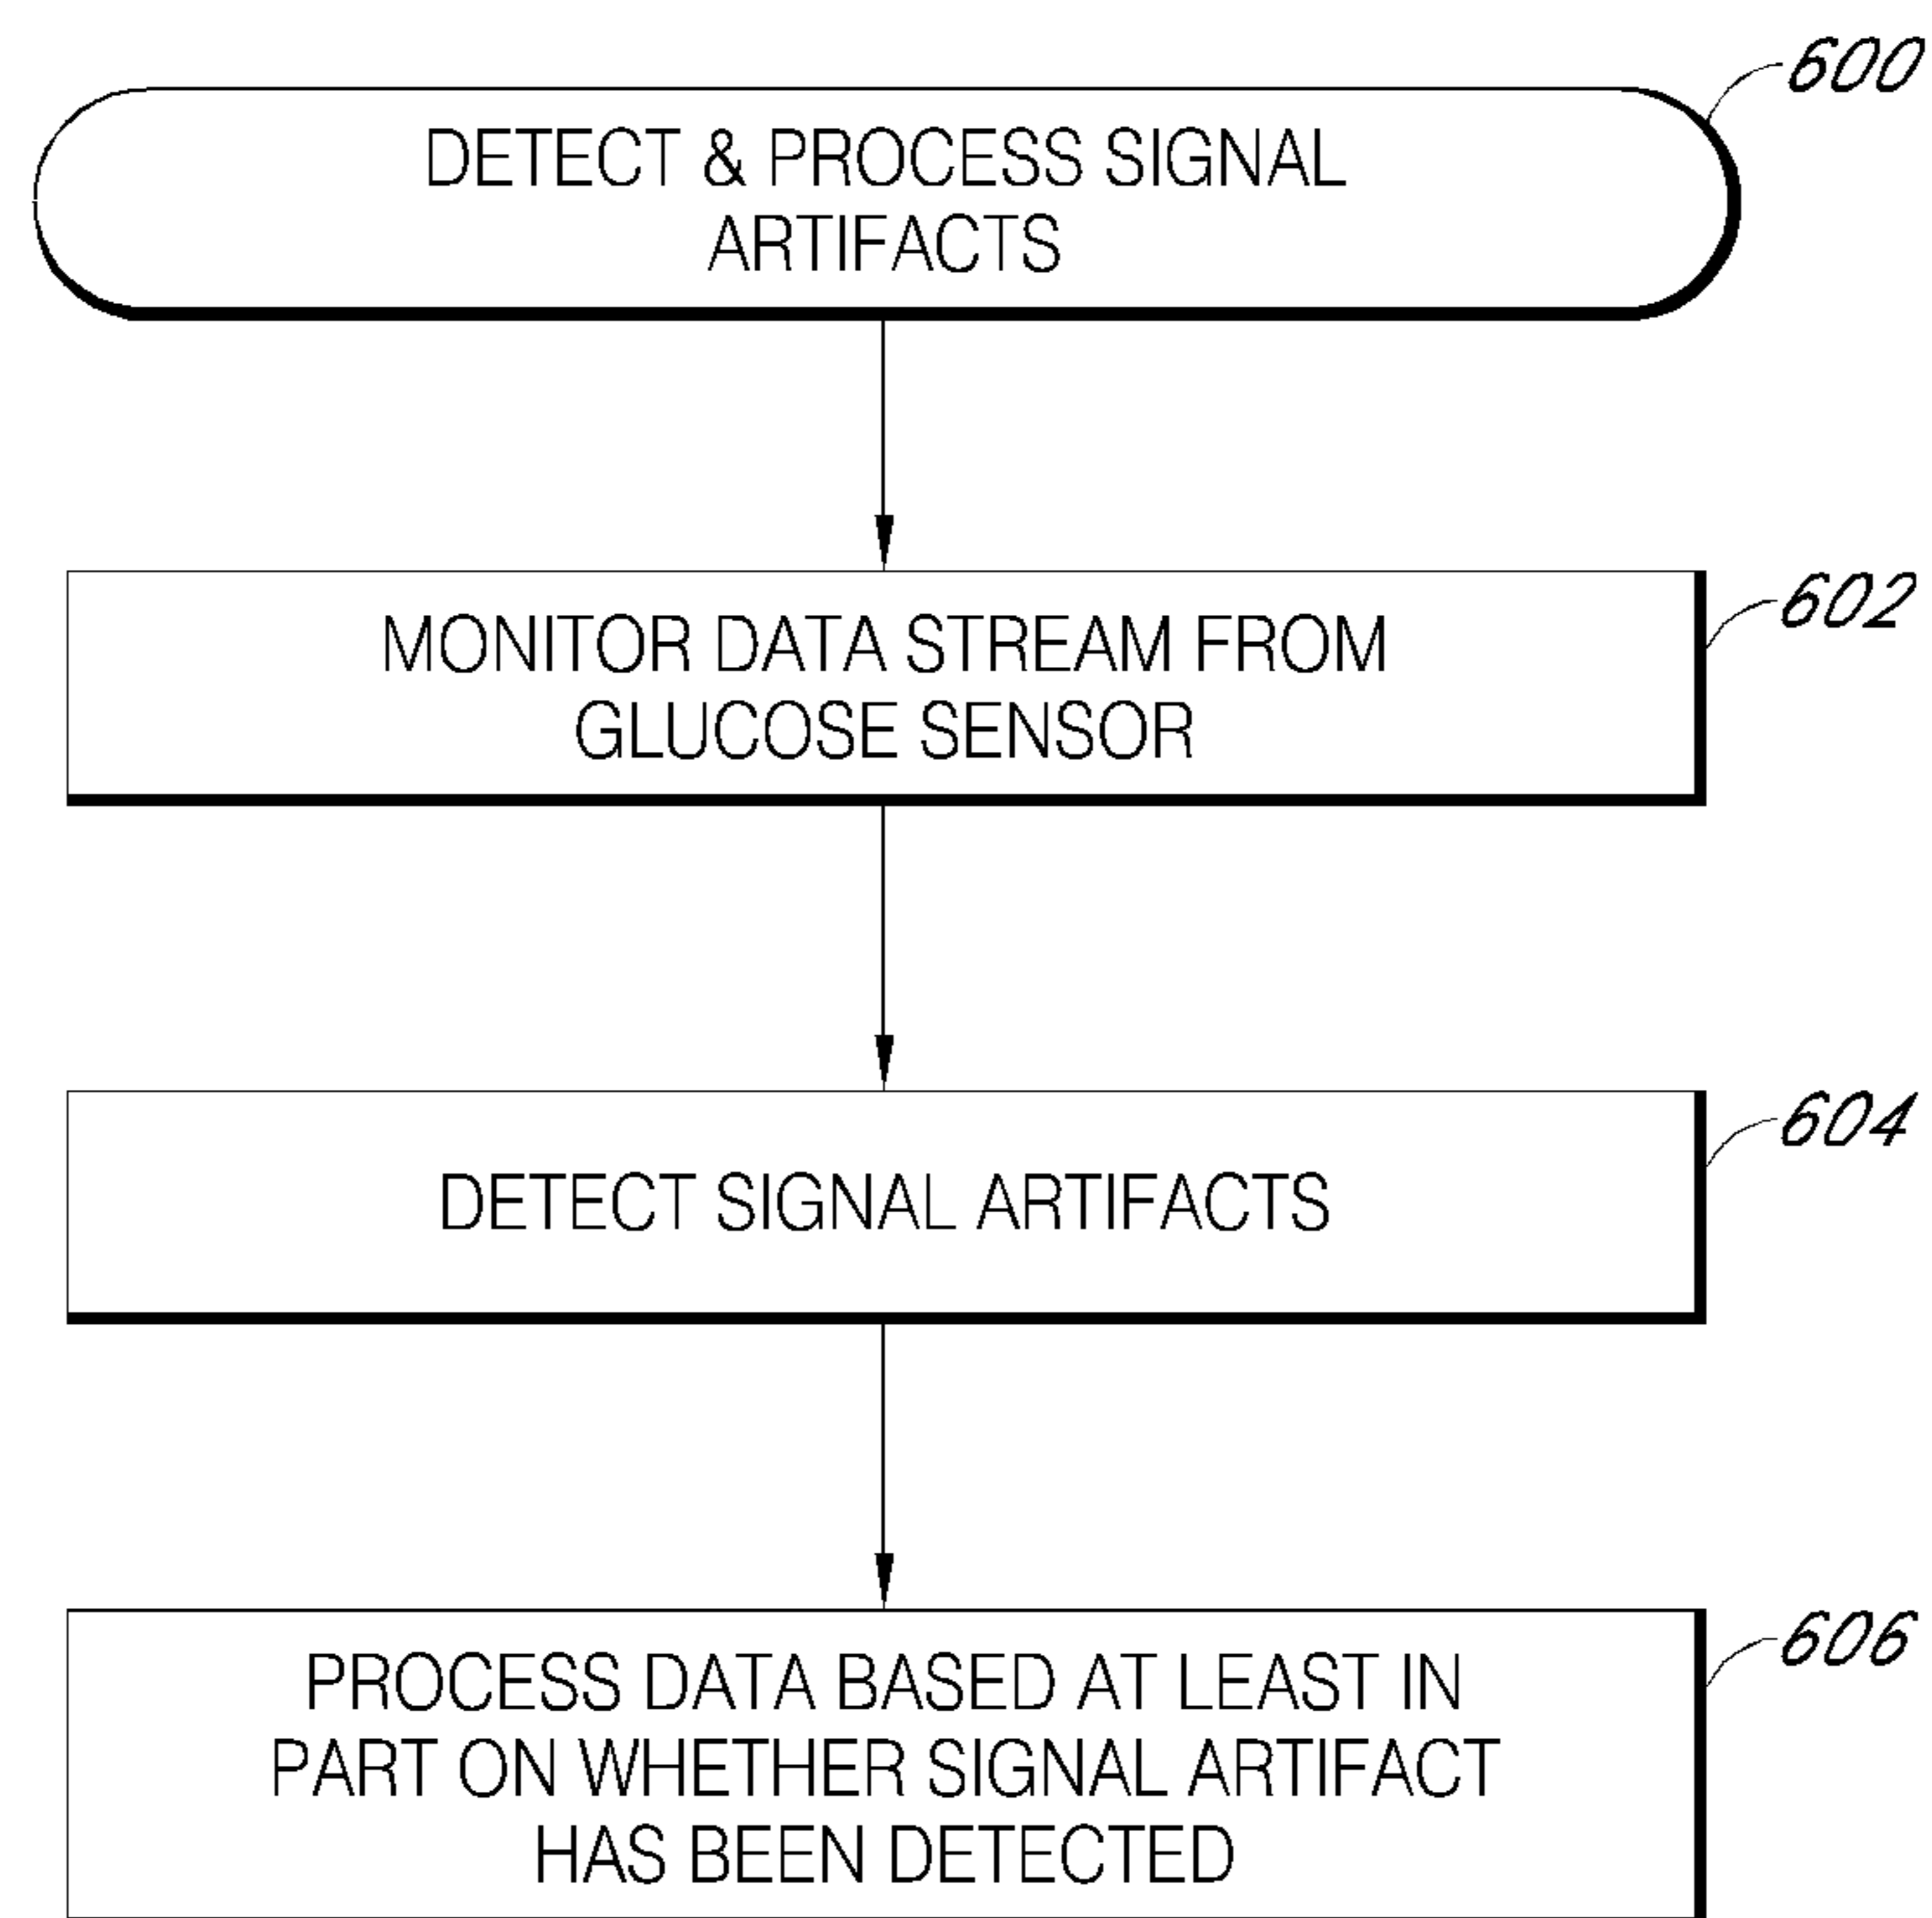 600
DETECT & PROCESS SIGNAL
ARTIFACTS
602
MONITOR DATA STREAM FROM
GLUCOSE SENSOR
604
DETECT SIGNAL ARTIFACTS
606
PROCESS DATA BASED AT LEAST IN
PART ON WHETHER SIGNAL ARTIFACT
HAS BEEN DETECTED